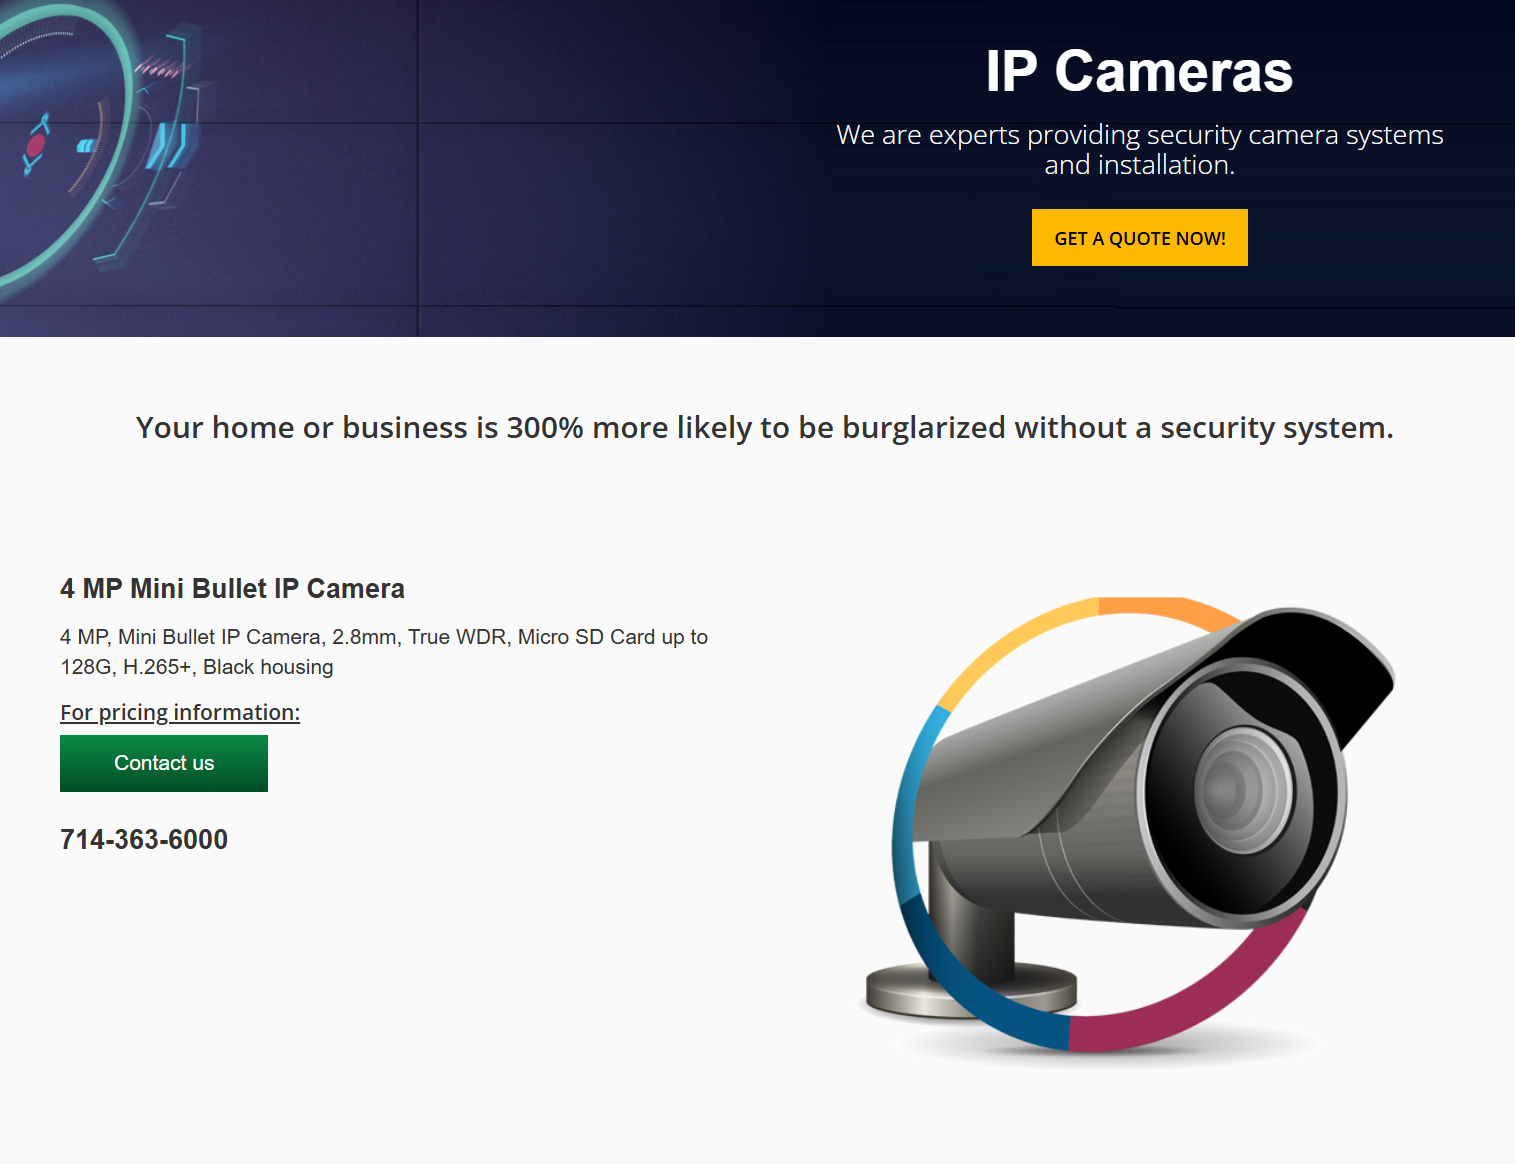 IP Cameras
We are experts providing security camera systems
and installation.
GET A QUOTE NOW!
Your home or business is 300% more likely to be burglarized without a security system.
4 MP Mini Bullet IP Camera
4 MP, Mini Bullet IP Camera, 2.8mm, True WDR, Micro SD Card up to
128G, H.265+, Black housing
For pricing information:
Contact us
714-363-6000